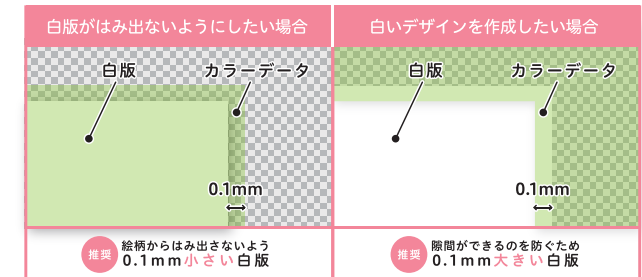 白版がはみ出ないようにしたい場合
白版
カラーデータ
0.1mm
推奨
絵柄からはみ出さないよう
0.1mm小さい白版
白いデザインを作成したい場合
白版
カラーデータ
0.1mm
推奨
隙間ができるのを防ぐため
0.1mm大きい白版